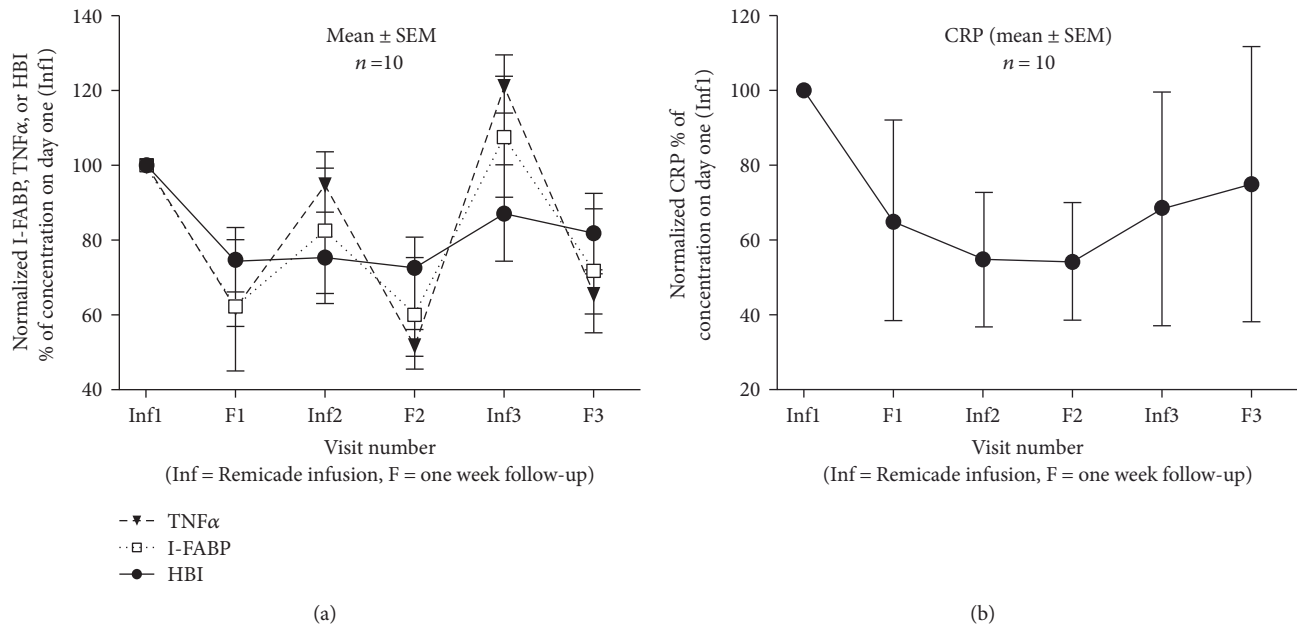 Normalized I-FABP, TNFα, or HBI
% of concentration on day one (Inf1)
140
120
100
80
60
40
Mean ± SEM
n =10
Inf1 F1 Inf2 F2 Inf3 F3
Visit number
(Inf = Remicade infusion, F = one week follow-up)
TNFα
I-FABP
HBI
(a)
Normalized CRP % of
concentration on day one (Inf1)
120
100
80
60
40
20
CRP (mean ± SEM)
n = 10
Inf1 F1 Inf2 F2 Inf3 F3
Visit number
(Inf = Remicade infusion, F = one week follow-up)
(b)